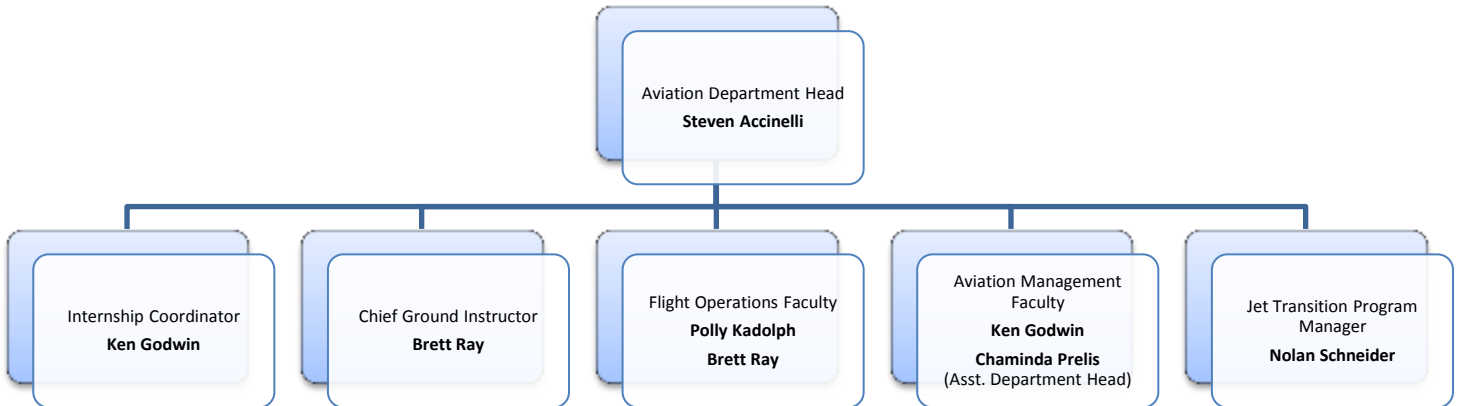 Aviation Department Head
Steven Accinelli
Internship Coordinator
Ken Godwin
Chief Ground Instructor
Brett Ray
Flight Operations Faculty
Polly Kadolph
Brett Ray
Aviation Management
Faculty
Ken Godwin
Chaminda Prelis
(Asst. Department Head)
Jet Transition Program
Manager
Nolan Schneider